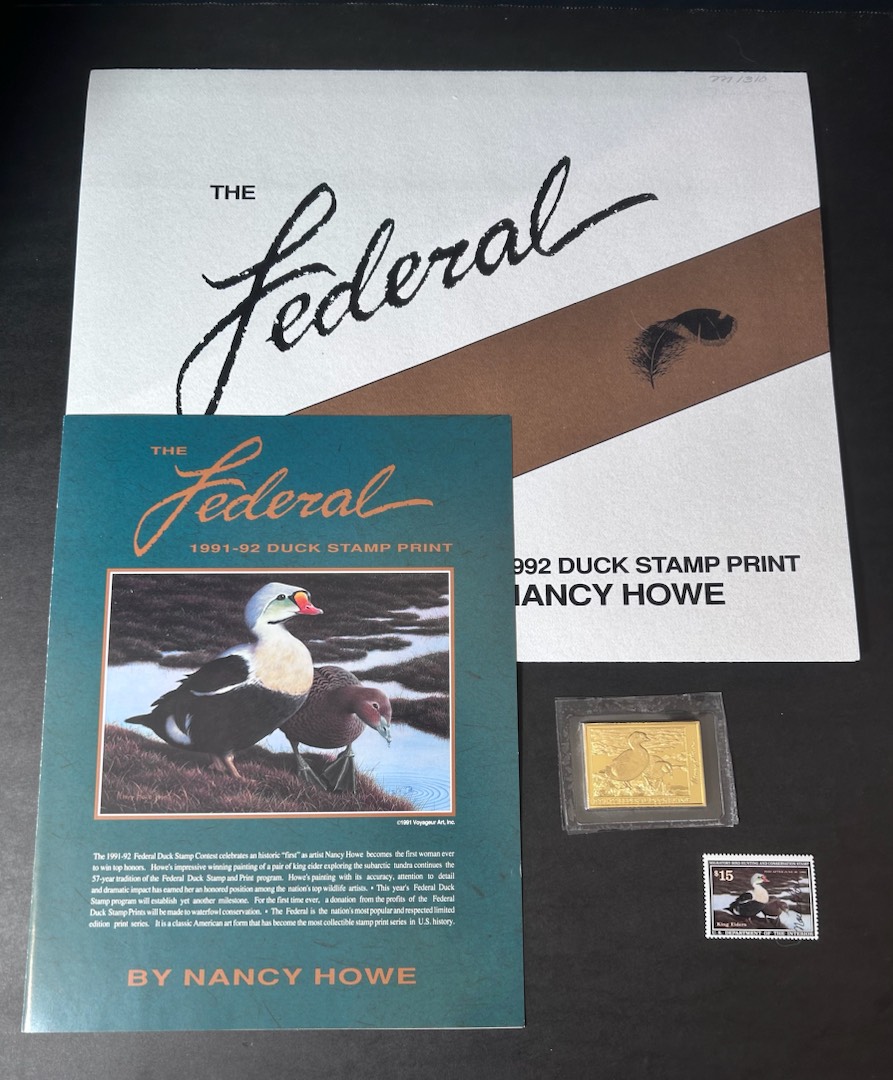 THE
Federal
992 DUCK STAMP PRINT
NANCY HOWE
THE
Federal
1991-92 DUCK STAMP PRINT
©1991 Voyageur Art, Inc.
The 1991-92 Federal Duck Stamp Contest celebrates an historic "first" as artist Nancy Howe becomes the first woman ever
to win top honors. Howe's impressive winning painting of a pair of king eider exploring the subarctic tundra continues the
57-year tradition of the Federal Duck Stamp and Print program. Howe's painting with its accuracy, attention to detail
and dramatic impact has earned her an honored position among the nation's top wildlife artists. • This year's Federal Duck
Stamp program will establish yet another milestone. For the first time ever, a donation from the profits of the Federal
Duck Stamp Prints will be made to waterfowl conservation. • The Federal is the nation's most popular and respected limited
edition print series. It is a classic American art form that has become the most collectible stamp print series in U.S. history.
BY NANCY HOWE
MIGRATORY BIRD HUNTING AND CONSERVATION STAMP
$15
King Eiders
U.S. DEPARTMENT OF THE INTERIOR